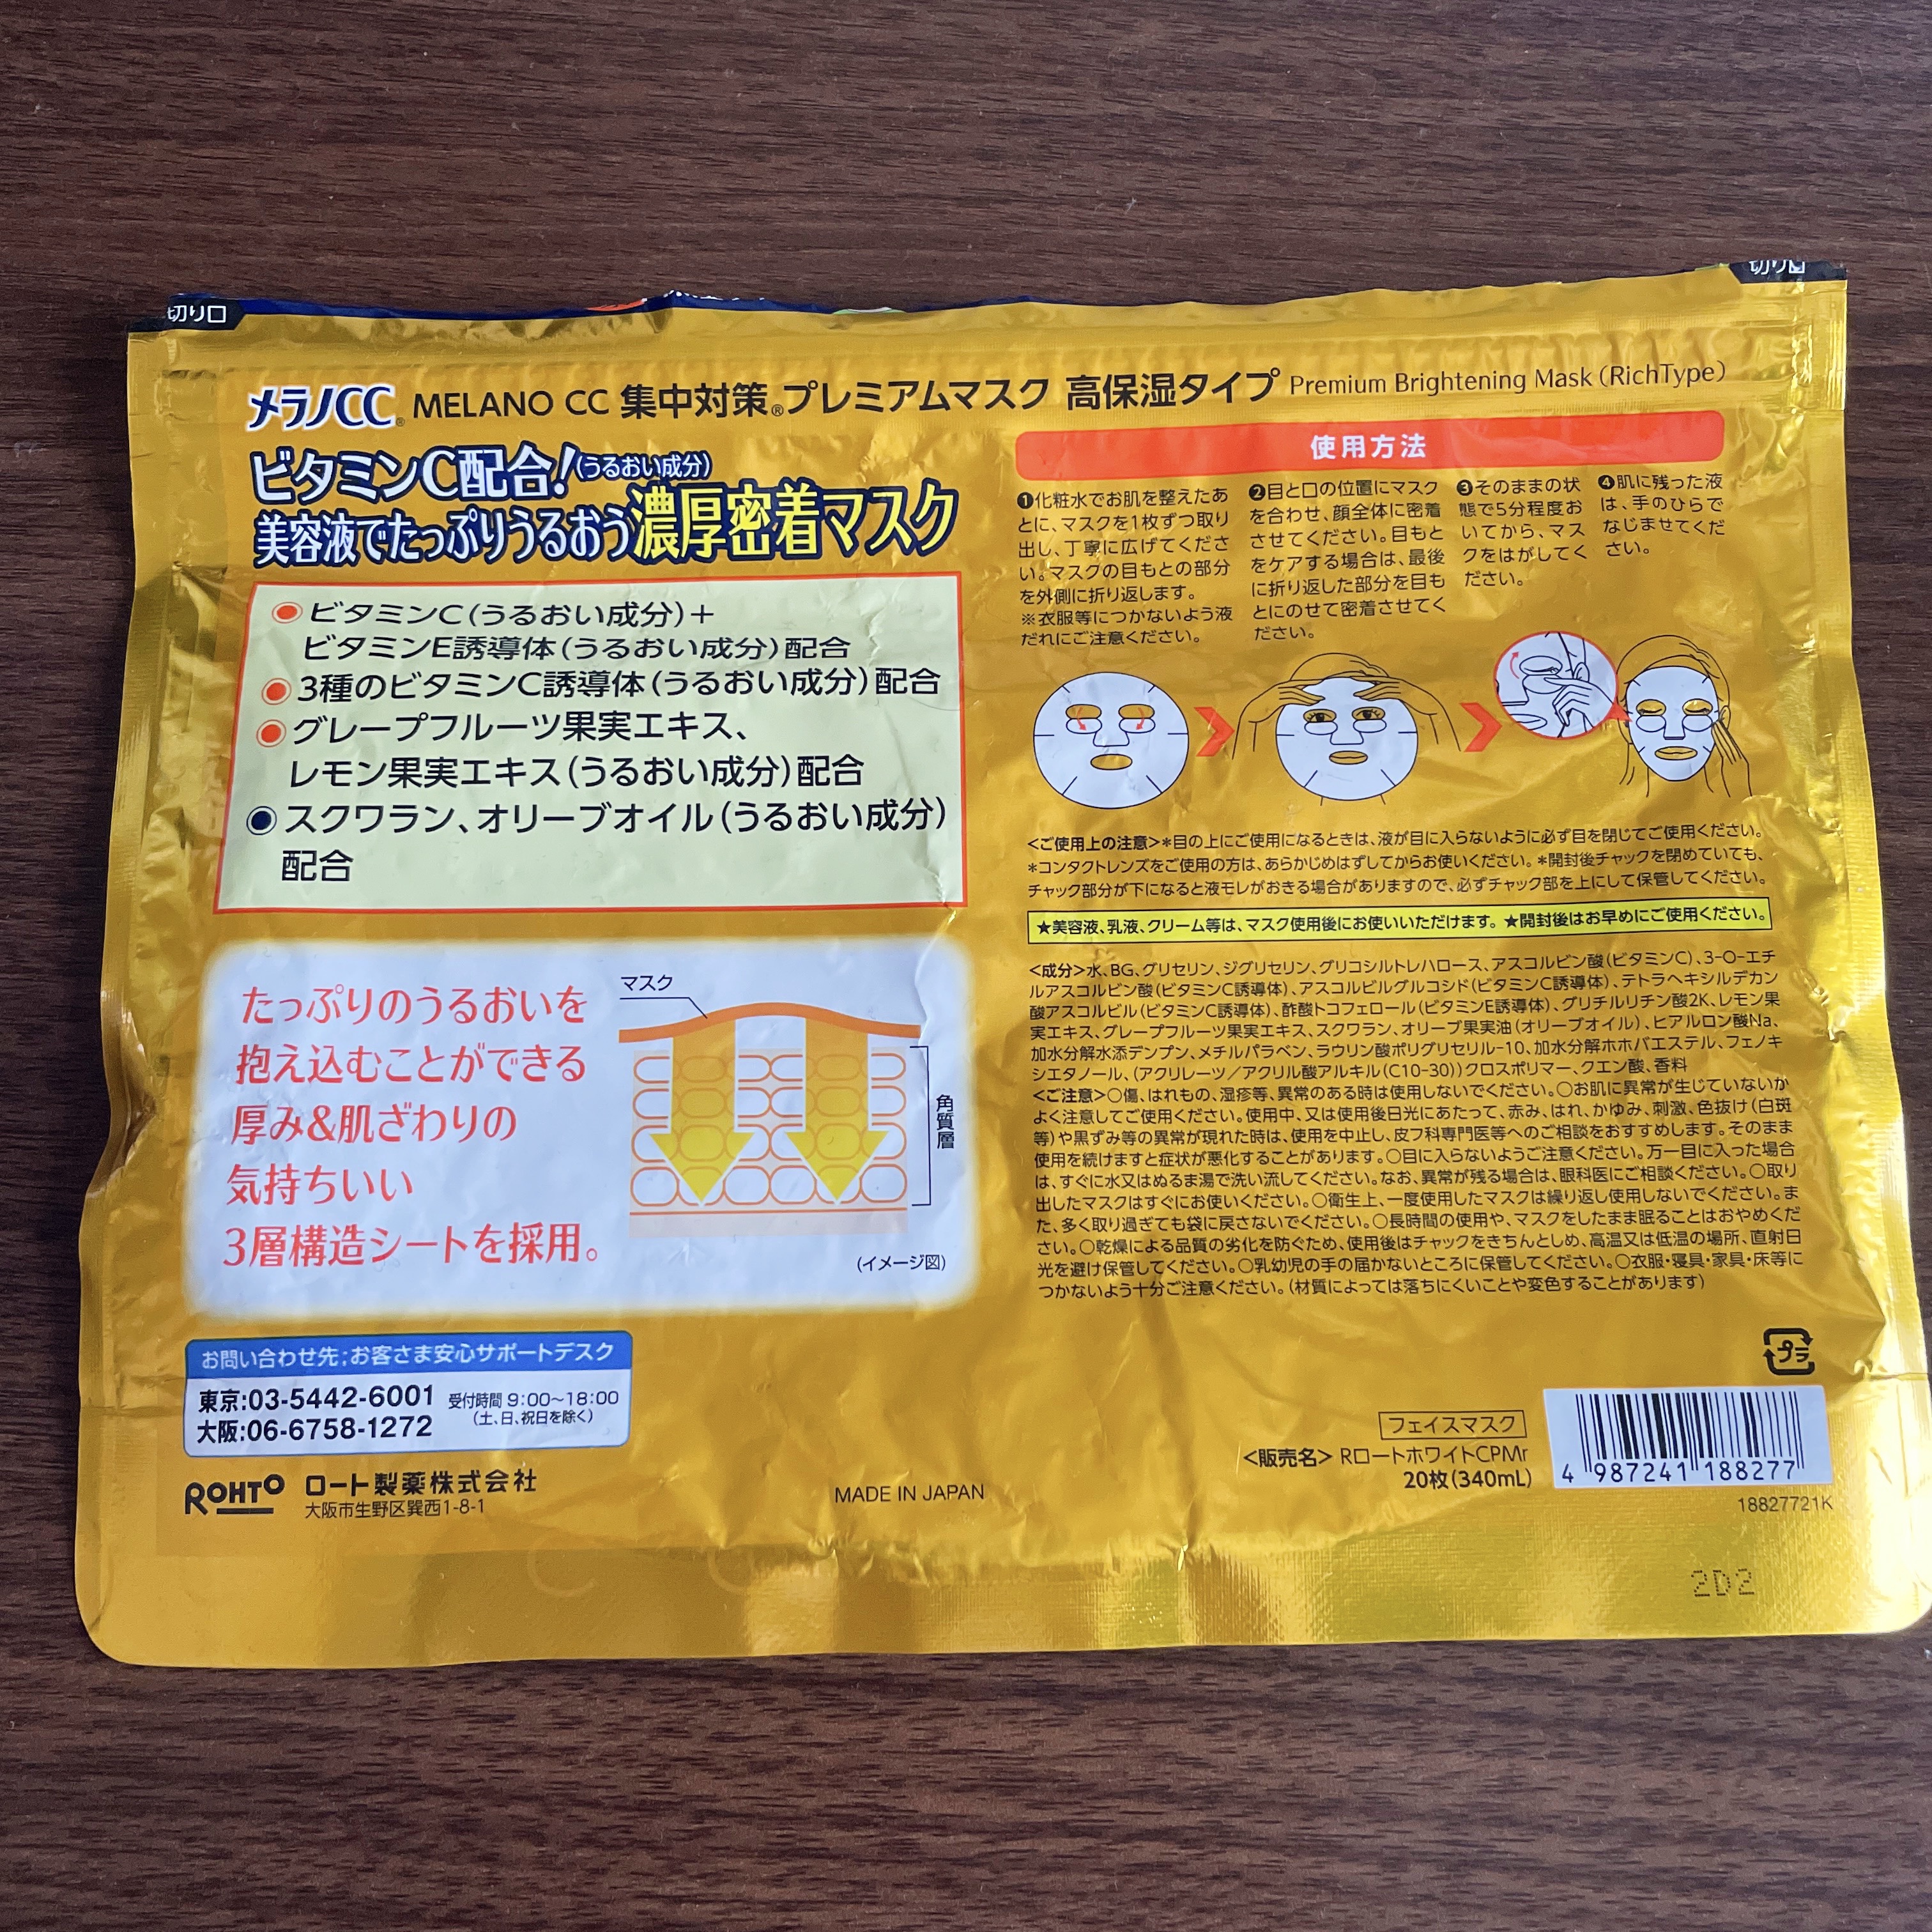 切り口
切り口
メラノCC® MELANO CC 集中対策®プレミアムマスク 高保湿タイプ Premium Brightening Mask (RichType)
ビタミンC配合!(うるおい成分)
美容液でたっぷりうるおう濃厚密着マスク
ビタミンC(うるおい成分)+
ビタミンE誘導体(うるおい成分)配合
3種のビタミンC誘導体(うるおい成分)配合
グレープフルーツ果実エキス、
レモン果実エキス(うるおい成分)配合
スクワラン、オリーブオイル(うるおい成分)
配合
たっぷりのうるおいを
抱え込むことができる
厚み&肌ざわりの
気持ちいい
3層構造シートを採用。
マスク
角質層
(イメージ図)
お問い合わせ先;お客さま安心サポートデスク
東京:03-5442-6001 受付時間 9:00〜18:00
(土、日、祝日を除く)
大阪:06-6758-1272
ROHTO ロート製薬株式会社
大阪市生野区巽西1-8-1
MADE IN JAPAN
使用方法
❶化粧水でお肌を整えたあ
とに、マスクを1枚ずつ取り
出し、丁寧に広げてくださ
い。マスクの目もとの部分
を外側に折り返します。
※衣服等につかないよう液
だれにご注意ください。
❷目と口の位置にマスク
を合わせ、顔全体に密着
させてください。目もと
をケアする場合は、最後
に折り返した部分を目も
とにのせて密着させてく
ださい。
❸そのままの状
態で5分程度お
いてから、マス
クをはがしてく
ださい。
❹肌に残った液
は、手のひらで
なじませてくだ
さい。
<ご使用上の注意>*目の上にご使用になるときは、液が目に入らないように必ず目を閉じてご使用ください。
*コンタクトレンズをご使用の方は、あらかじめはずしてからお使いください。*開封後チャックを閉めていても、
チャック部分が下になると液モレがおきる場合がありますので、必ずチャック部を上にして保管してください。
★美容液、乳液、クリーム等は、マスク使用後にお使いいただけます。★開封後はお早めにご使用ください。
<成分>水、BG、グリセリン、ジグリセリン、グリコシルトレハロース、アスコルビン酸(ビタミンC)、3-O-エチ
ルアスコルビン酸(ビタミンC誘導体)、アスコルビルグルコシド(ビタミンC誘導体)、テトラヘキシルデカン
酸アスコルビル(ビタミンC誘導体)、酢酸トコフェロール(ビタミンE誘導体)、グリチルリチン酸2K、レモン果
実エキス、グレープフルーツ果実エキス、スクワラン、オリーブ果実油(オリーブオイル)、ヒアルロン酸Na、
加水分解水添デンプン、メチルパラベン、ラウリン酸ポリグリセリル-10、加水分解ホホバエステル、フェノキ
シエタノール、(アクリレーツ/アクリル酸アルキル(C10-30))クロスポリマー、クエン酸、香料
<ご注意>○傷、はれもの、湿疹等、異常のある時は使用しないでください。○お肌に異常が生じていないか
よく注意してご使用ください。使用中、又は使用後日光にあたって、赤み、はれ、かゆみ、刺激、色抜け(白斑
等)や黒ずみ等の異常が現れた時は、使用を中止し、皮フ科専門医等へのご相談をおすすめします。そのまま
使用を続けますと症状が悪化することがあります。○目に入らないようご注意ください。万一目に入った場合
は、すぐに水又はぬるま湯で洗い流してください。なお、異常が残る場合は、眼科医にご相談ください。○取り
出したマスクはすぐにお使いください。○衛生上、一度使用したマスクは繰り返し使用しないでください。ま
た、多く取り過ぎても袋に戻さないでください。○長時間の使用や、マスクをしたまま眠ることはおやめくだ
さい。○乾燥による品質の劣化を防ぐため、使用後はチャックをきちんとしめ、高温又は低温の場所、直射日
光を避け保管してください。○乳幼児の手の届かないところに保管してください。○衣服・寝具・家具・床等に
つかないよう十分ご注意ください。(材質によっては落ちにくいことや変色することがあります)
プラ
フェイスマスク
<販売名> RロートホワイトCPMr
20枚(340mL)
4 987241 188277
18827721K
2D2